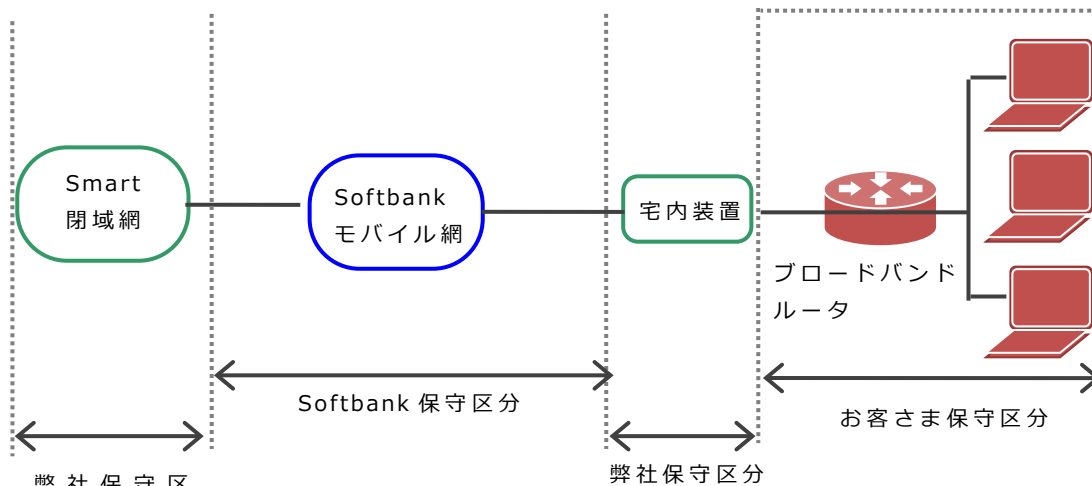 Smart
閉域網
Softbank
モバイル網
宅内装置
ブロードバンド
ルータ
Softbank 保守区分
お客さま保守区分
弊社保守区
弊社保守区分